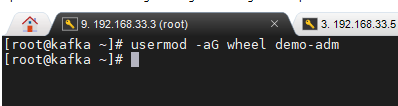 9. 192.168.33.3 (root)
3. 192.168.33.5
[root@kafka ~]# usermod -aG wheel demo-adm
[root@kafka ~]#